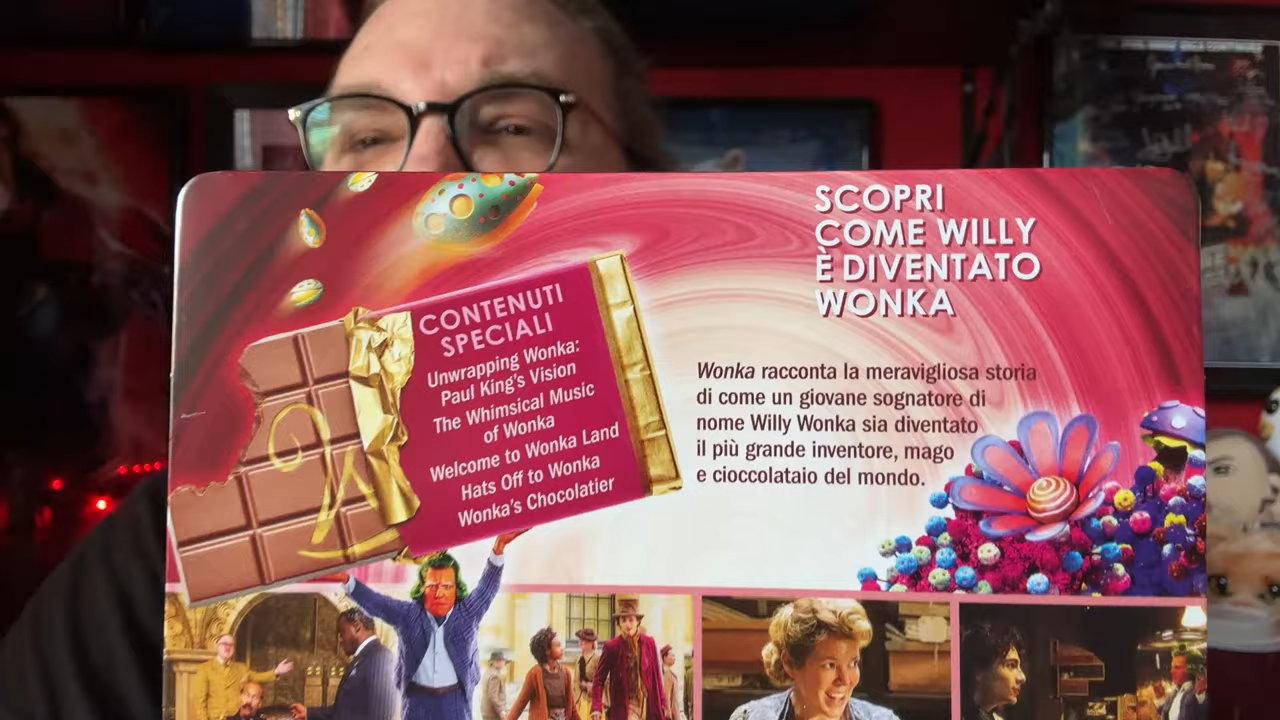 SCOPRI
COME WILLY
È DIVENTATO
WONKA
CONTENUTI
SPECIALI
Unwrapping Wonka:
Paul King's Vision
The Whimsical Music
of Wonka
Welcome to Wonka Land
Hats Off to Wonka
Wonka's Chocolatier
Wonka racconta la meravigliosa storia
di come un giovane sognatore di
nome Willy Wonka sia diventato
il più grande inventore, mago
e cioccolataio del mondo.
W